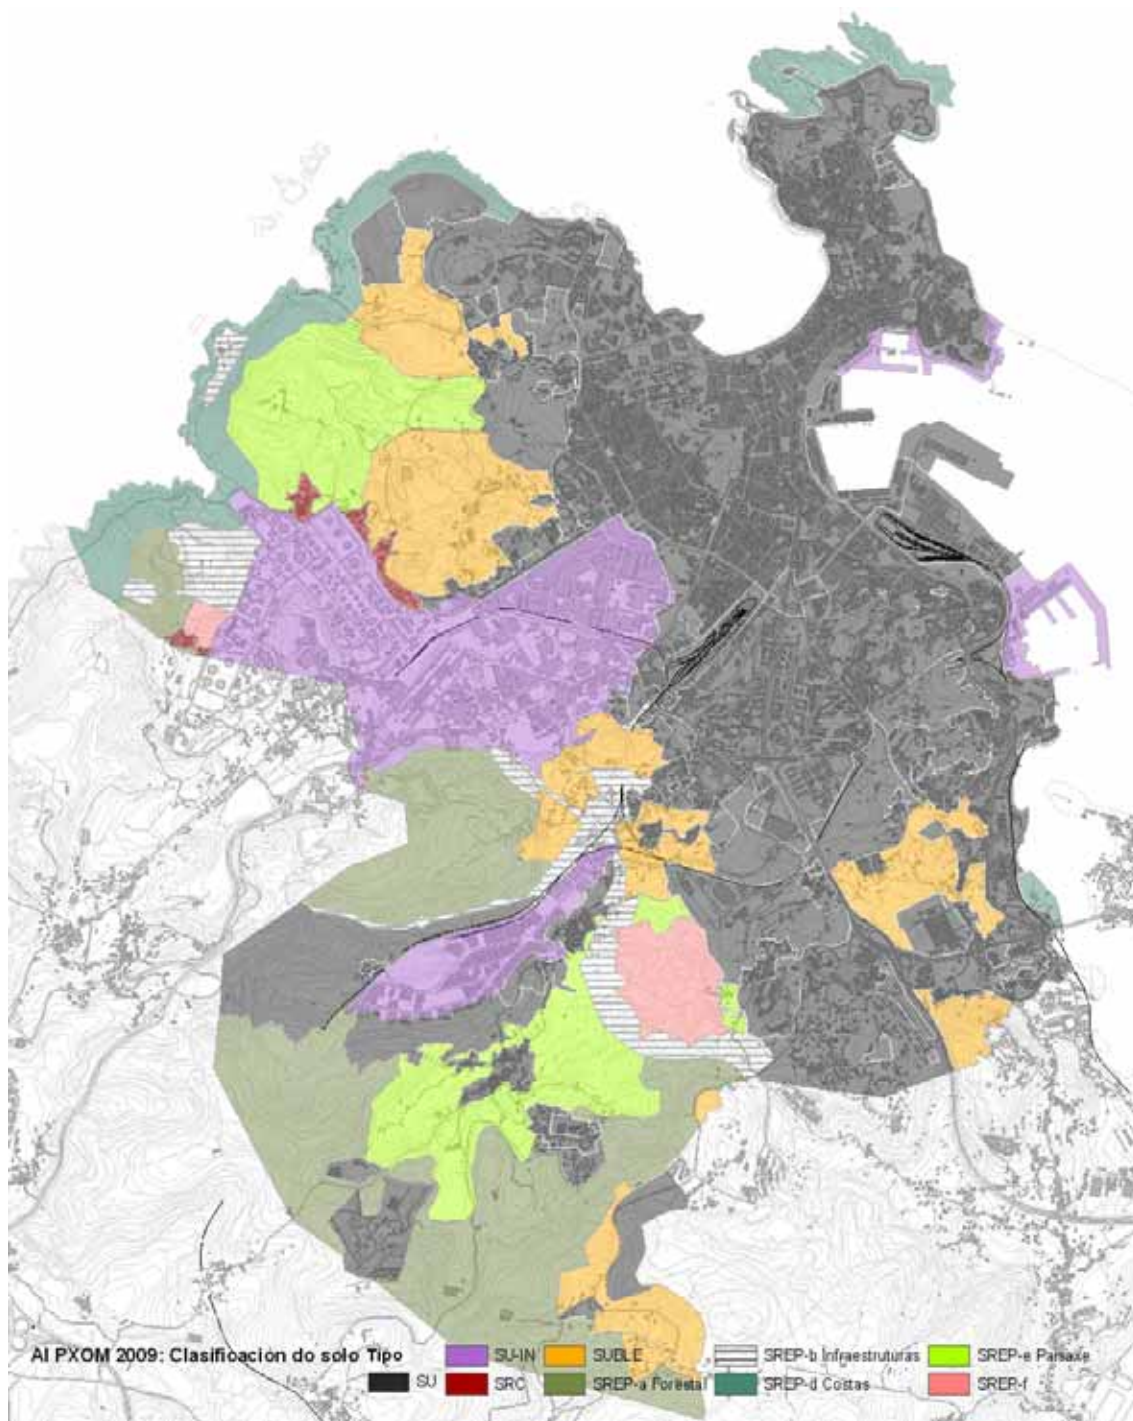 AI PXOM 2009: Clasificacion do solo Tipo
SU
SU-IN
SRC
SUBLE
SREP-a Forestal
SREP-b Infraestruturas
SREP-d Costas
SREP-e Paisaxe
SREP-f